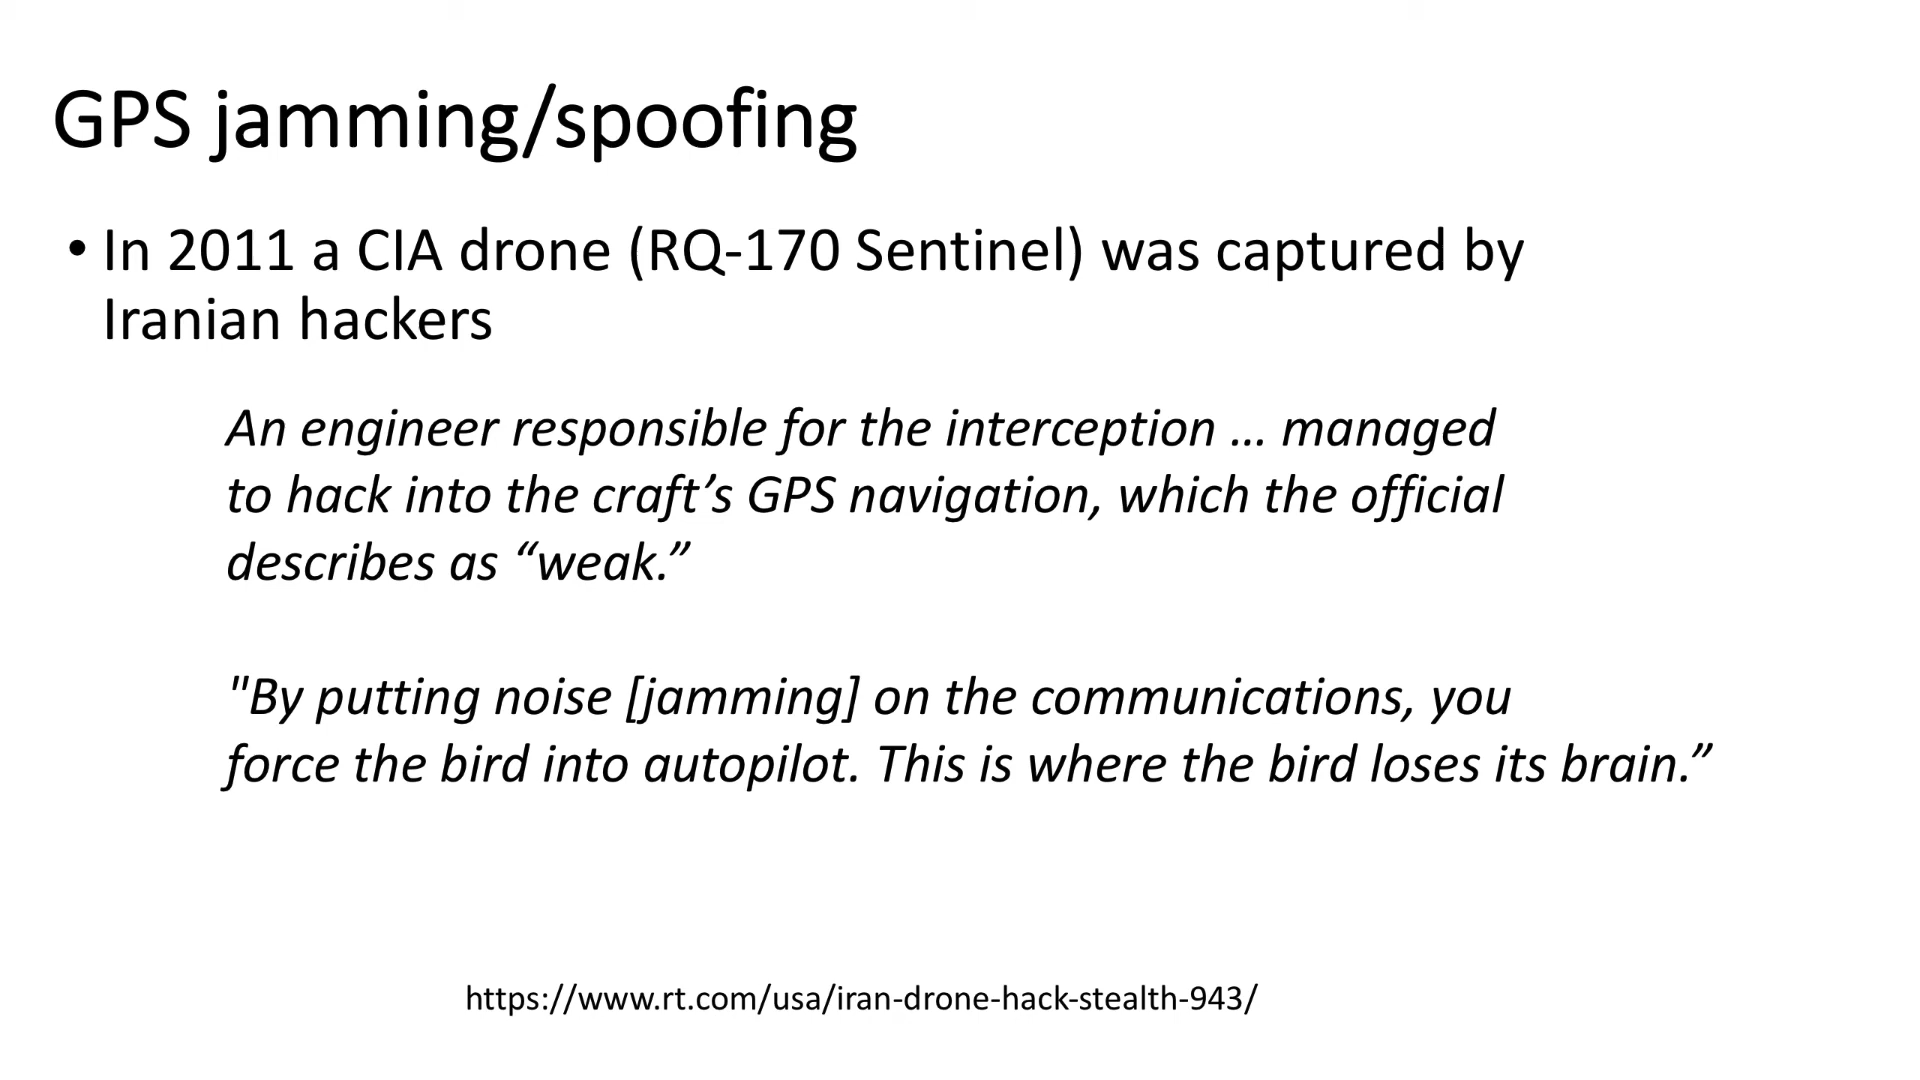 GPS jamming/spoofing
• In 2011 a CIA drone (RQ-170 Sentinel) was captured by
Iranian hackers
An engineer responsible for the interception … managed
to hack into the craft’s GPS navigation, which the official
describes as “weak.”
"By putting noise [jamming] on the communications, you
force the bird into autopilot. This is where the bird loses its brain.”
https://www.rt.com/usa/iran-drone-hack-stealth-943/